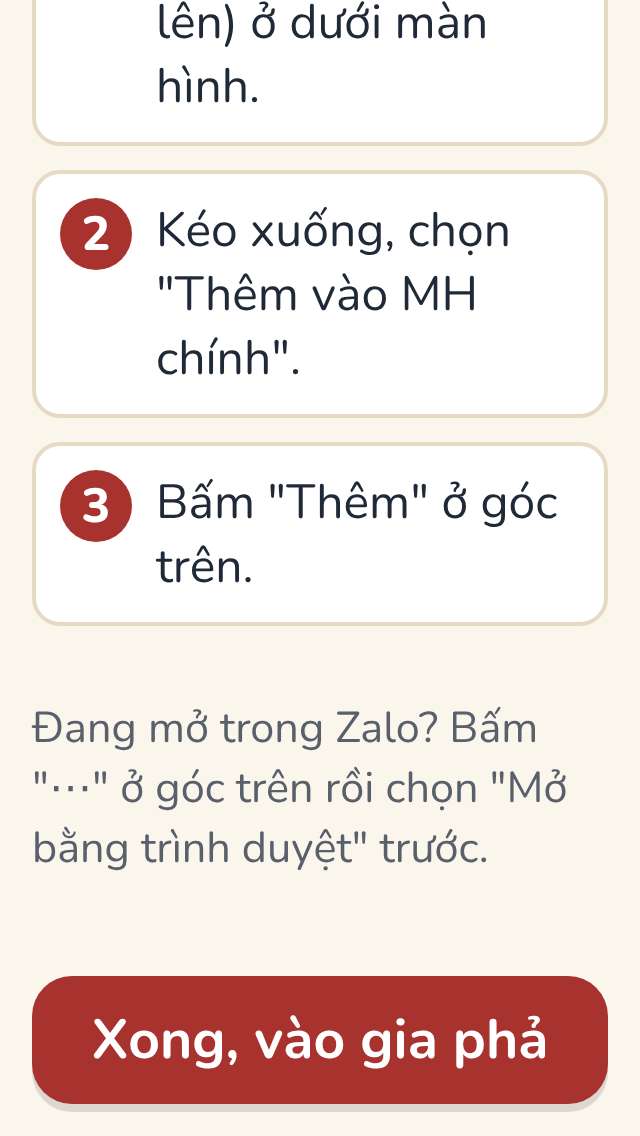 lên) ở dưới màn
hình.
2
Kéo xuống, chọn
"Thêm vào MH
chính".
3
Bấm "Thêm" ở góc
trên.
Đang mở trong Zalo? Bấm
"⋯" ở góc trên rồi chọn "Mở
bằng trình duyệt" trước.
Xong, vào gia phả